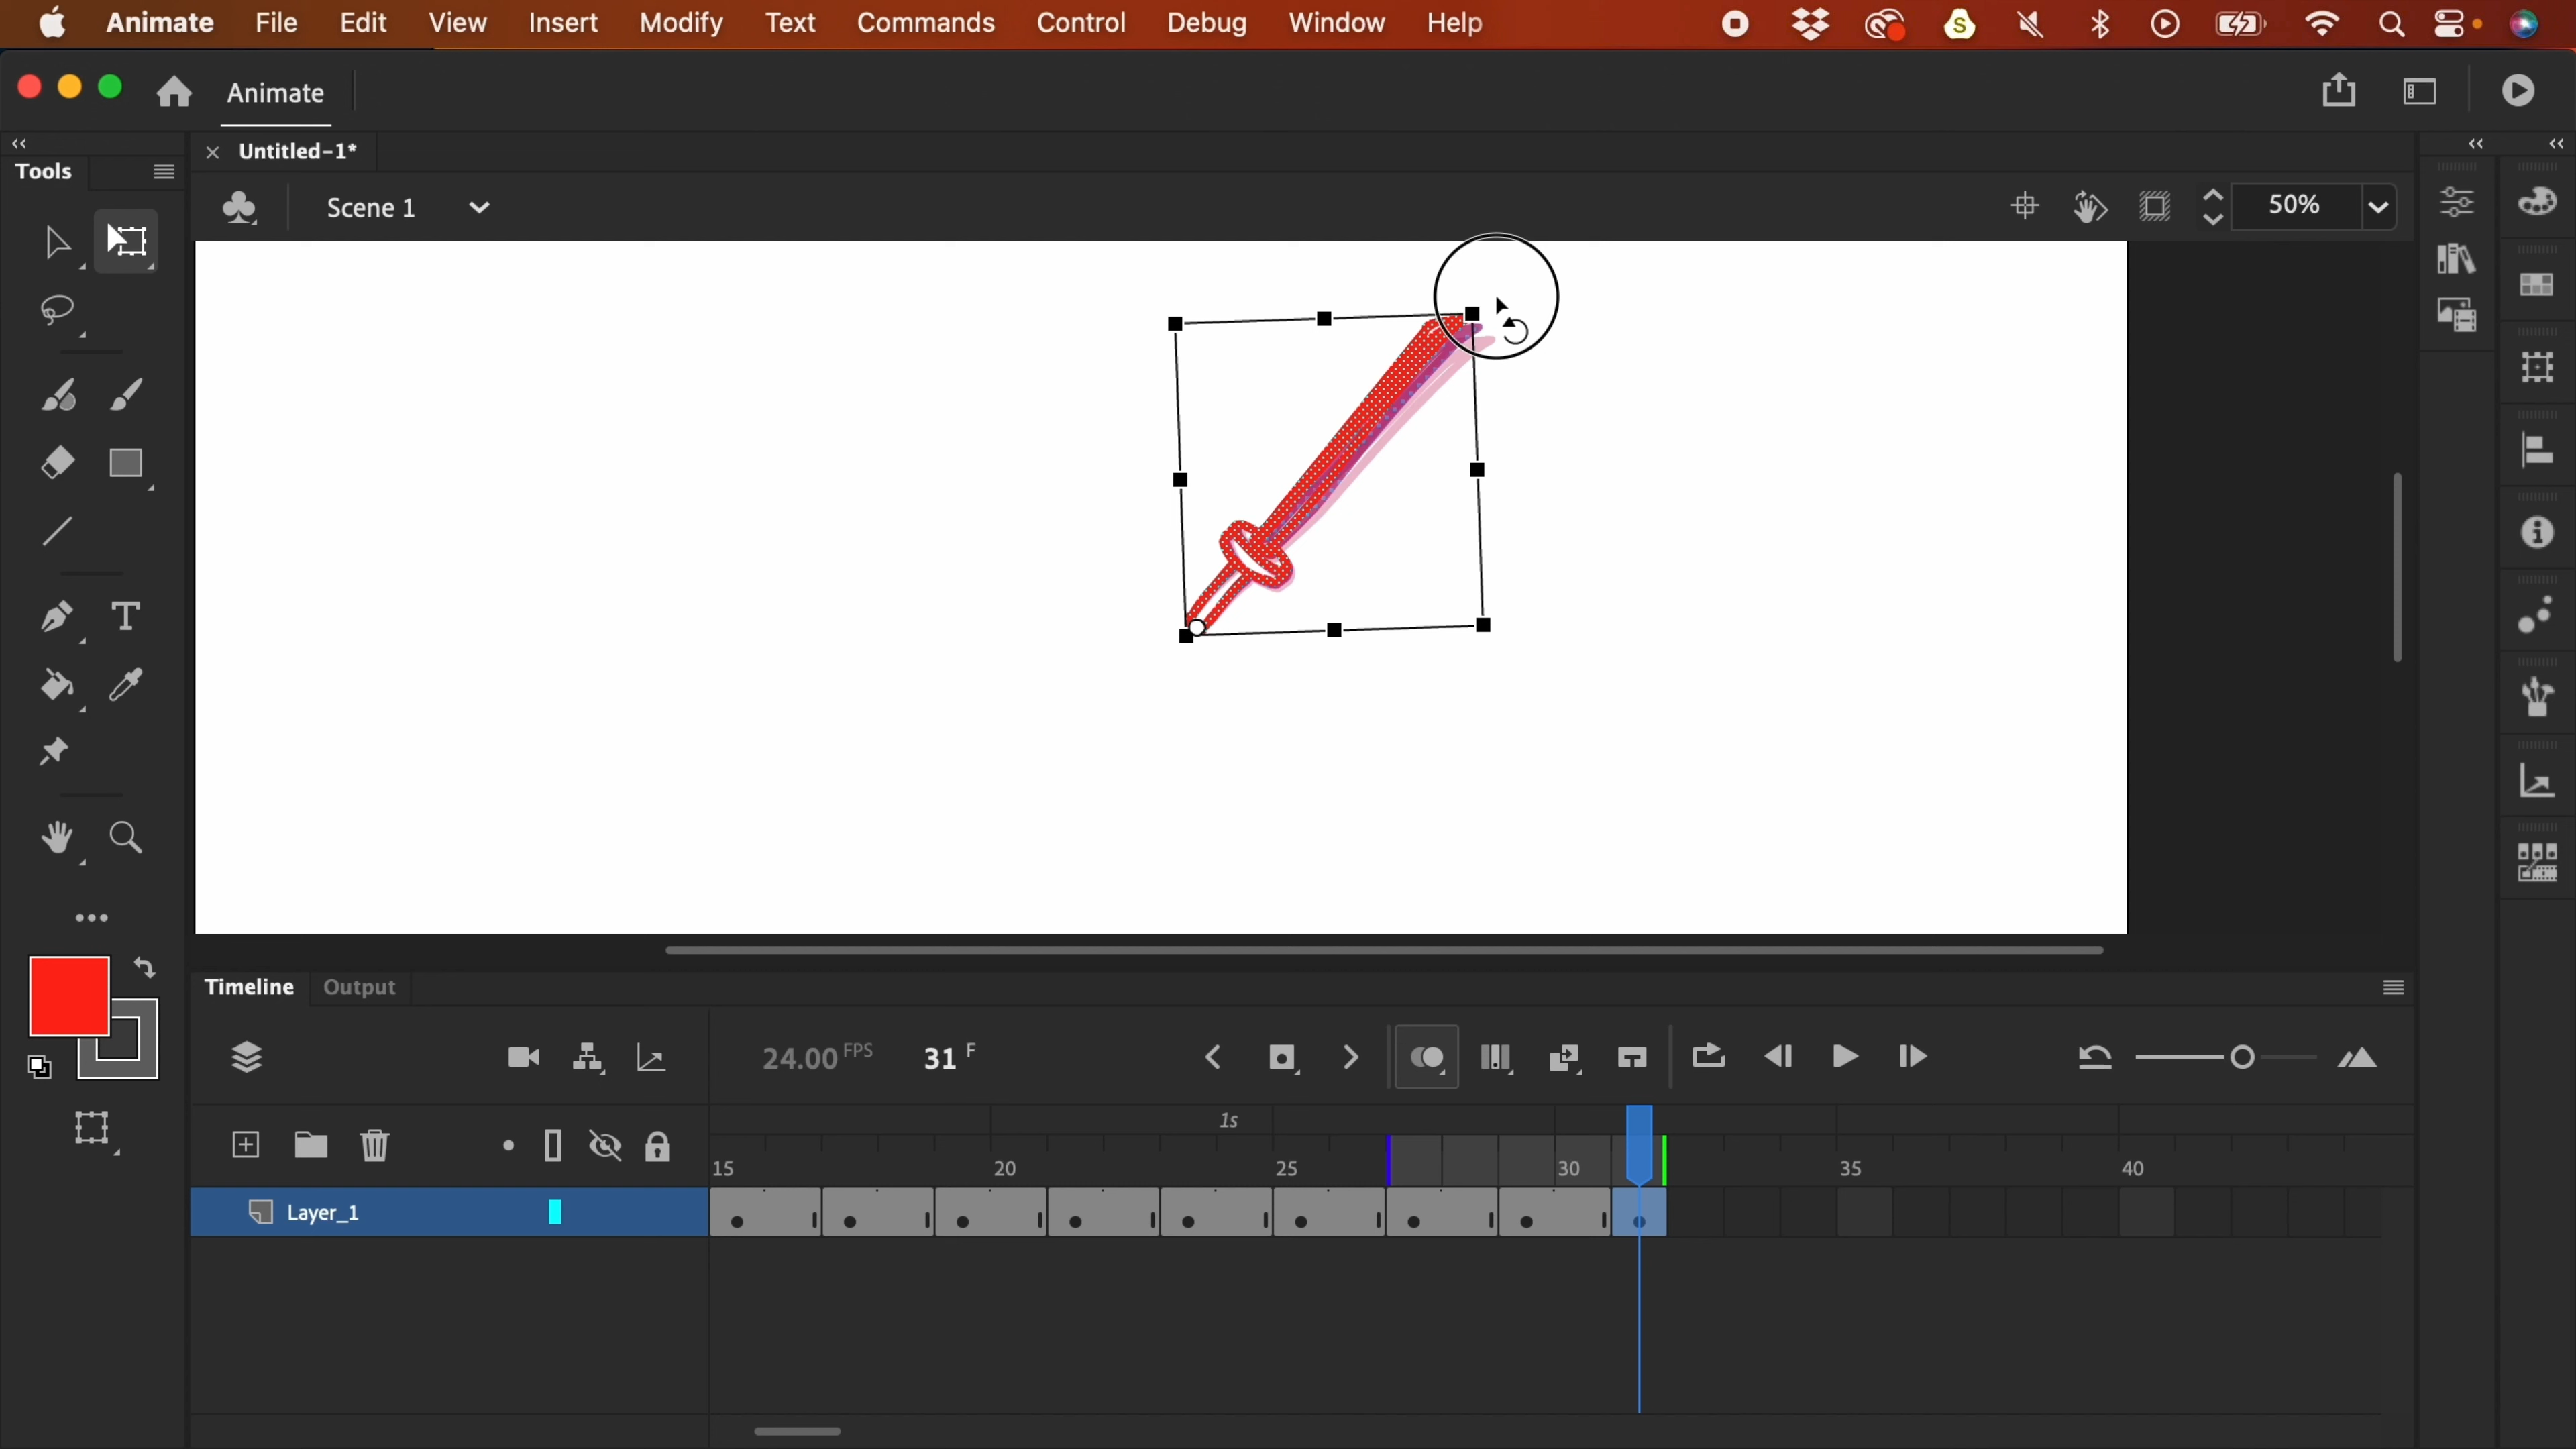 Animate File Edit View Insert Modify Text Commands Control Debug Window Help
Animate
Tools
Untitled-1*
Scene 1
50%
T
Timeline Output
24.00 FPS 31 F
1s
15 20 25 30 35 40
Layer_1